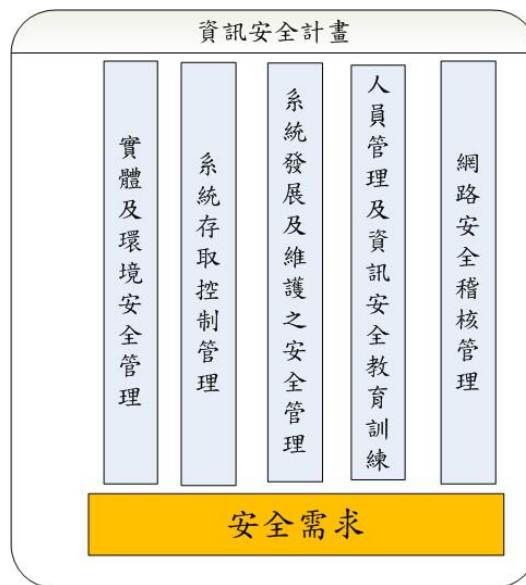 資訊安全計畫
實體及環境安全管理
系統存取控制管理
系統發展及維護之安全管理
人員管理及資訊安全教育訓練
網路安全稽核管理
安全需求